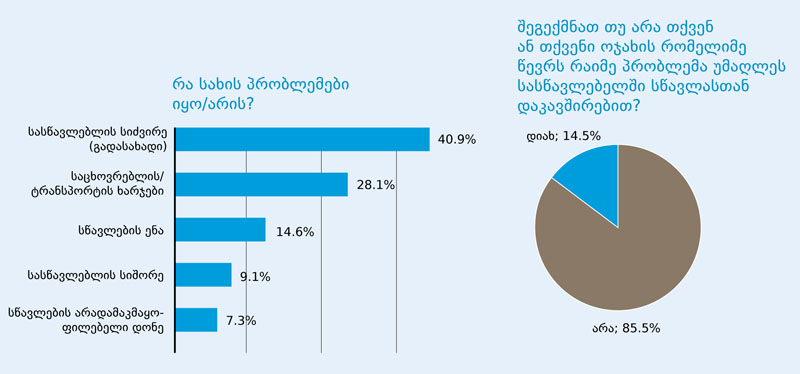 რა სახის პრობლემები
იყო/არის?
სასწავლებლის სიძვირე
(გადასახადი)
40.9%
საცხოვრებლის/
ტრანსპორტის ხარჯები
28.1%
სწავლების ენა
14.6%
სასწავლებლის სიშორე
9.1%
სწავლების არადამაკმაყო-
ფილებელი დონე
7.3%
შეგექმნათ თუ არა თქვენ
ან თქვენი ოჯახის რომელიმე
წევრს რაიმე პრობლემა უმაღლეს
სასწავლებელში სწავლასთან
დაკავშირებით?
დიახ; 14.5%
არა; 85.5%